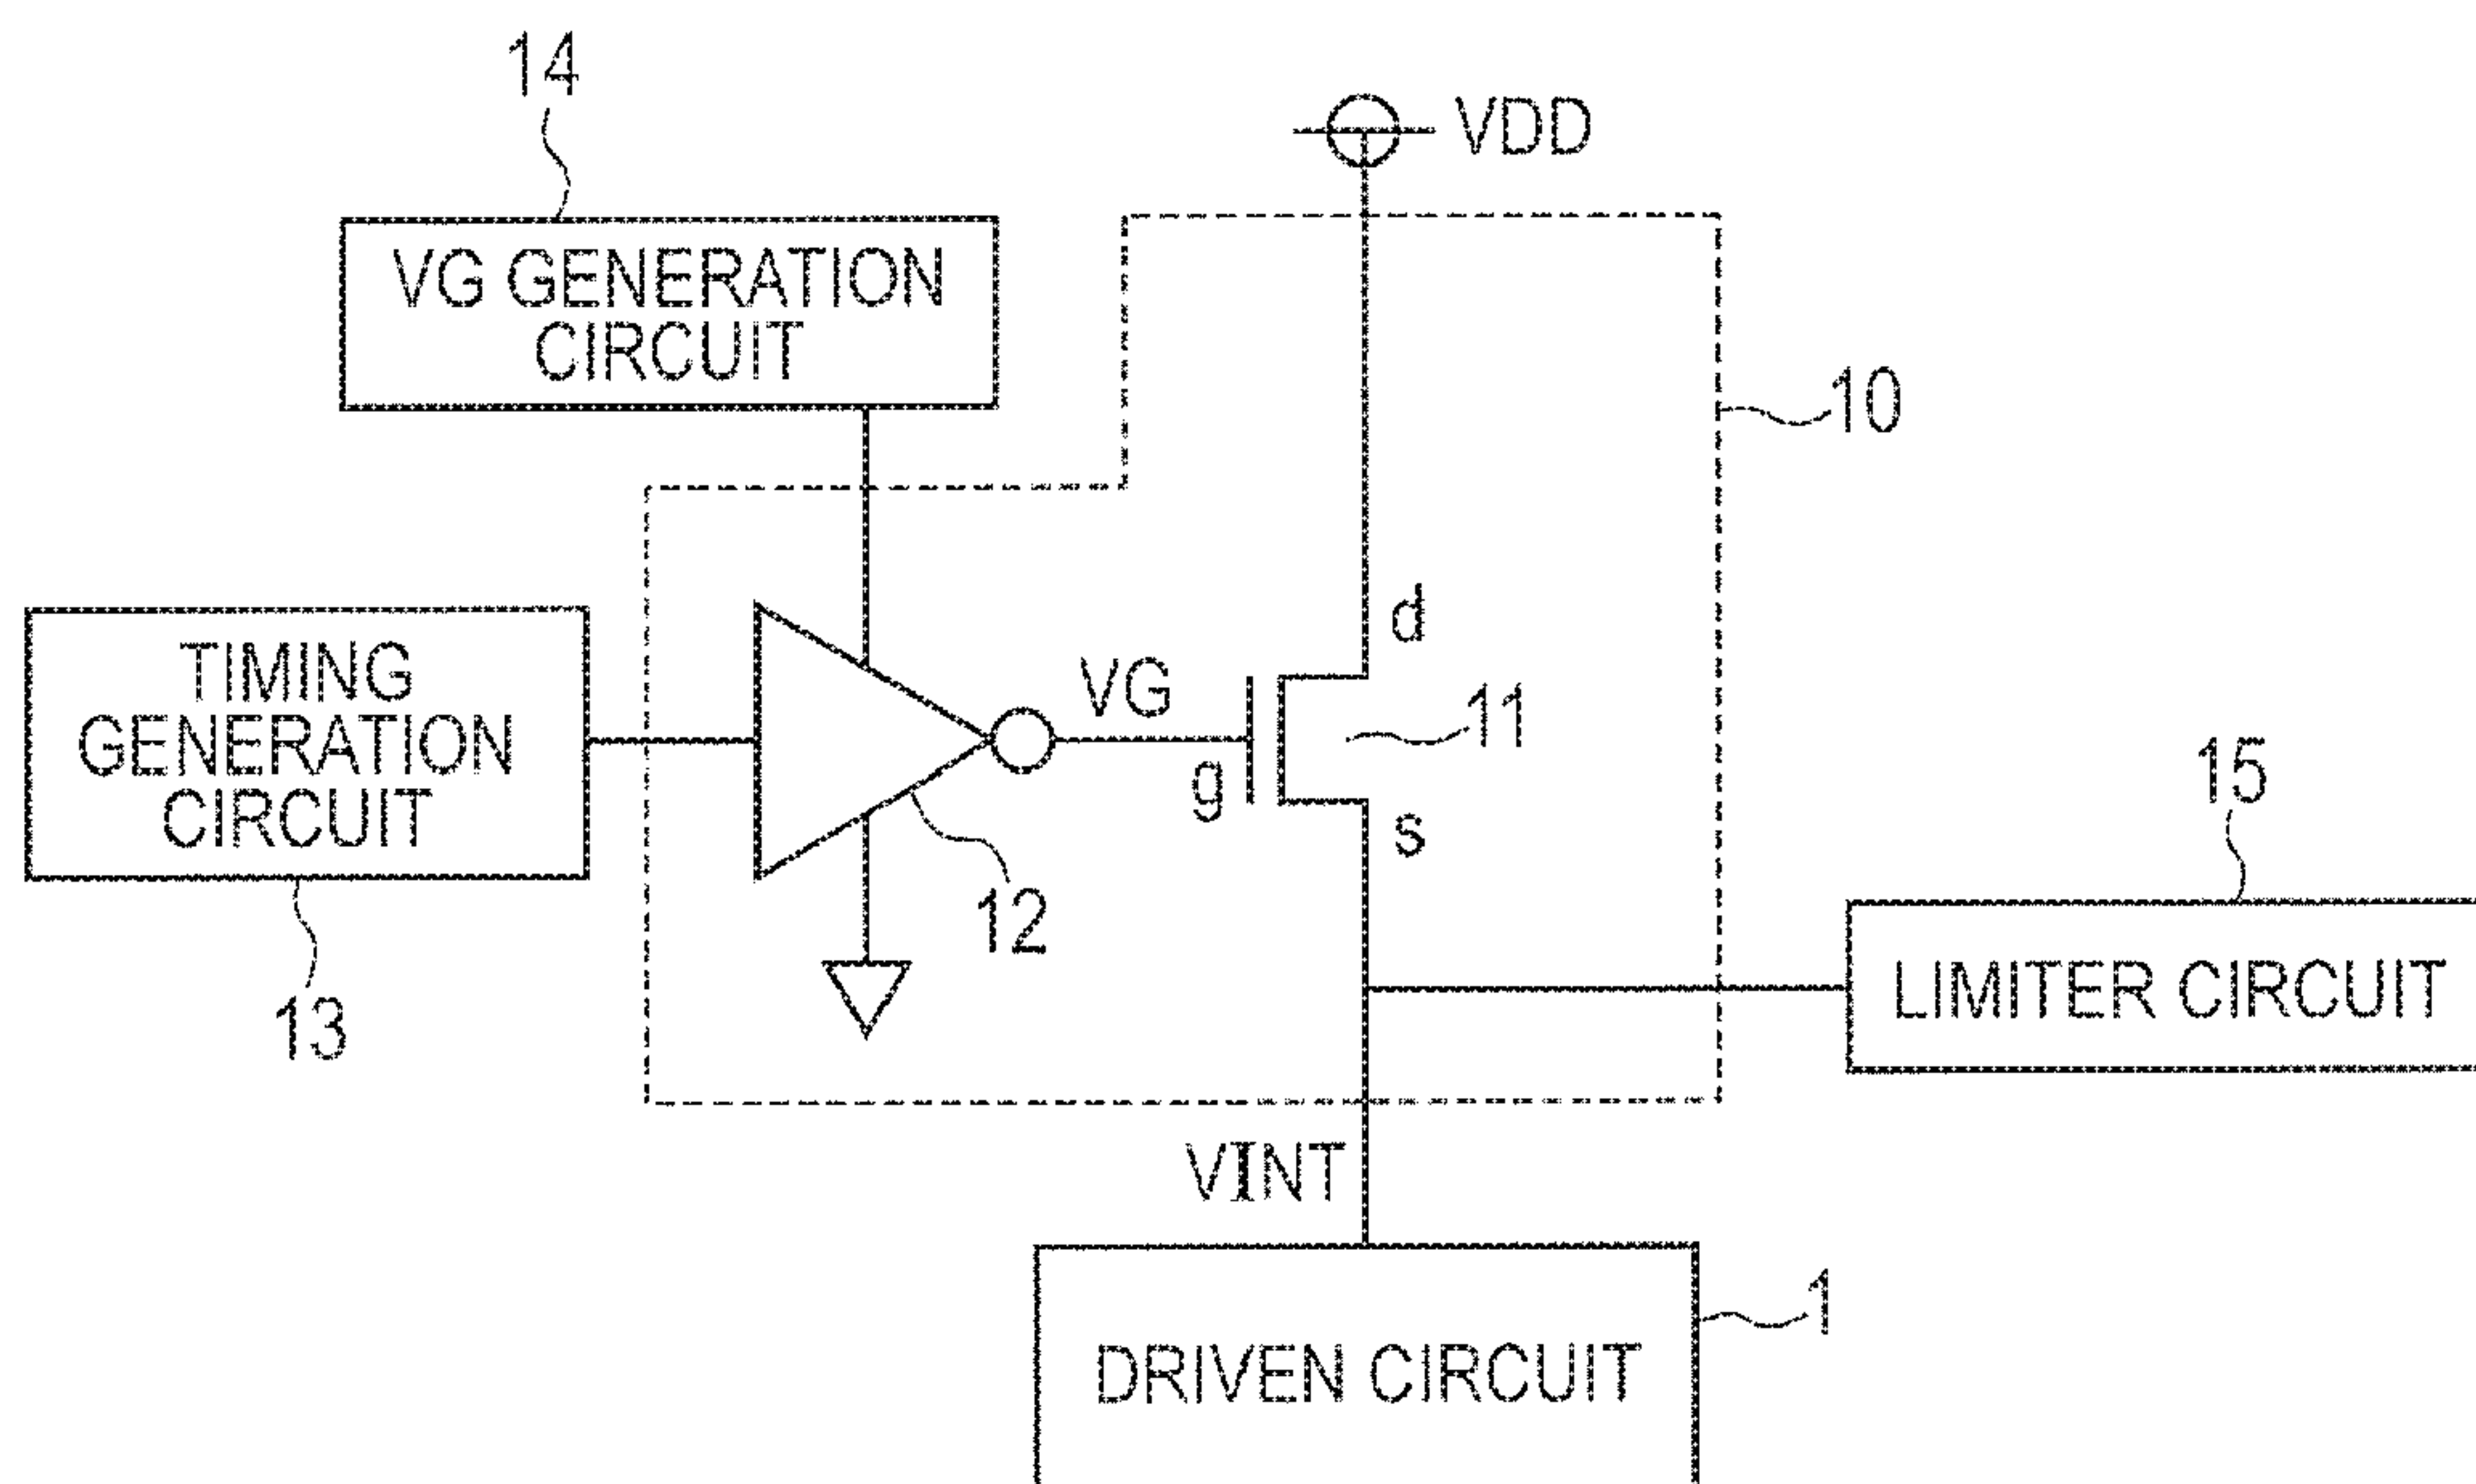 14
VDD
VG GENERATION
CIRCUIT
10
d
TIMING
GENERATION
CIRCUIT
VG
11
g
s
15
12
13
LIMITER CIRCUIT
VINT
1
DRIVEN CIRCUIT